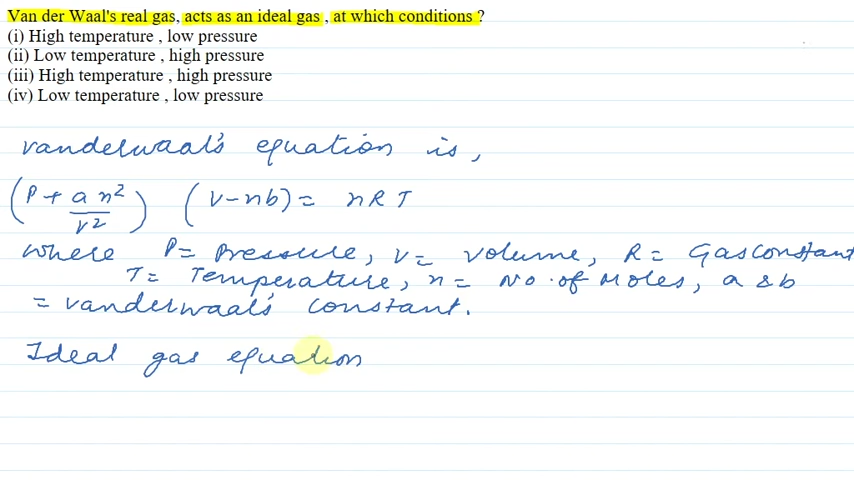 Van der Waal's real gas, acts as an ideal gas , at which conditions ?
(i) High temperature , low pressure
(ii) Low temperature , high pressure
(iii) High temperature , high pressure
(iv) Low temperature , low pressure
vanderwaal's equation is,
(P + an²/v²) (v-nb) = nRT
where P= Pressure, v= volume, R= Gas constant
T= Temperature, n= No. of Moles, a & b
= vanderwaal's constant.
Ideal gas equation